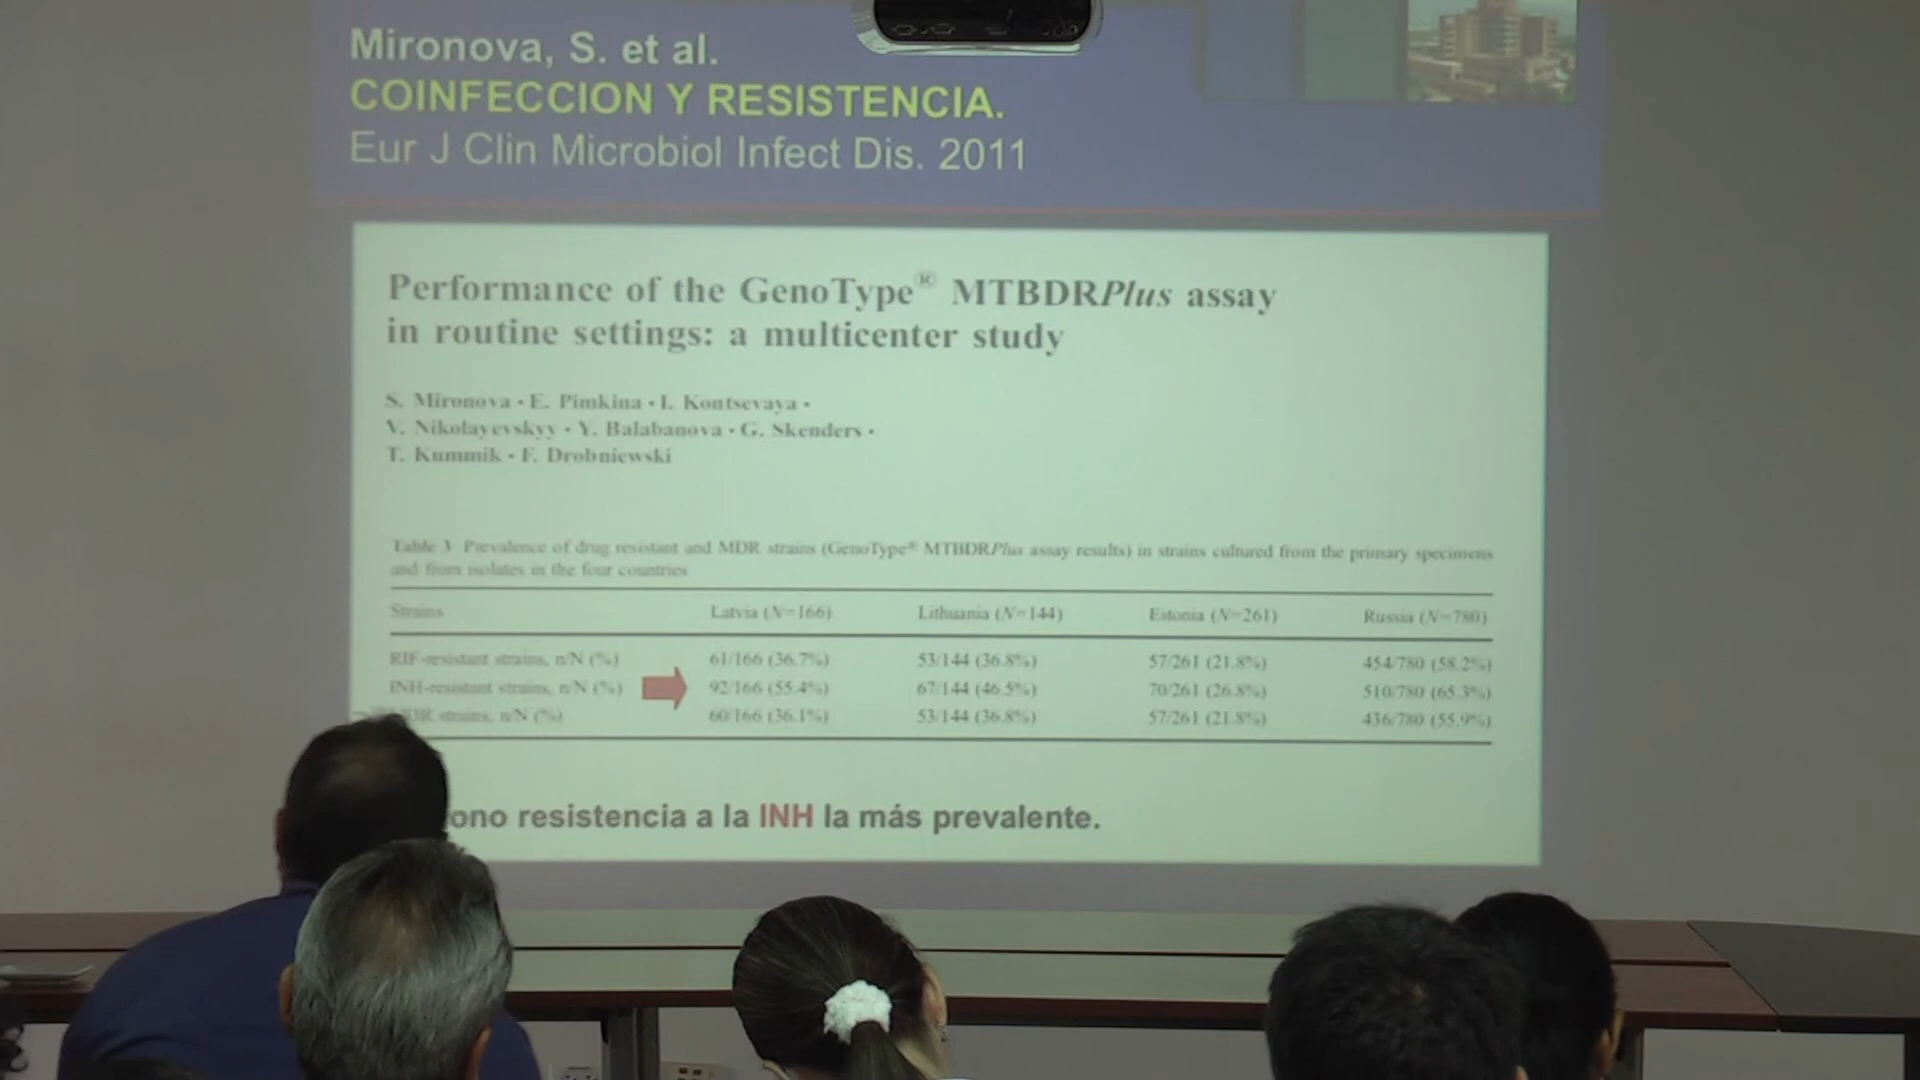 Mironova, S. et al.
COINFECCION Y RESISTENCIA.
Eur J Clin Microbiol Infect Dis. 2011
Performance of the GenoType® MTBDRPlus assay
in routine settings: a multicenter study
S. Mironova · E. Pimkina · I. Kontsevaya ·
V. Nikolayevskyy · Y. Balabanova · G. Skenders ·
T. Kummik · F. Drobniewski
Table 3 Prevalence of drug resistant and MDR strains (GenoType® MTBDRPlus assay results) in strains cultured from the primary specimens
and from isolates in the four countries
Strains Latvia (N=166) Lithuania (N=144) Estonia (N=261) Russia (N=780)
RIF-resistant strains, n/N (%) 61/166 (36.7%) 53/144 (36.8%) 57/261 (21.8%) 454/780 (58.2%)
INH-resistant strains, n/N (%) 92/166 (55.4%) 67/144 (46.5%) 70/261 (26.8%) 510/780 (65.3%)
MDR strains, n/N (%) 60/166 (36.1%) 53/144 (36.8%) 57/261 (21.8%) 436/780 (55.9%)
ono resistencia a la INH la más prevalente.